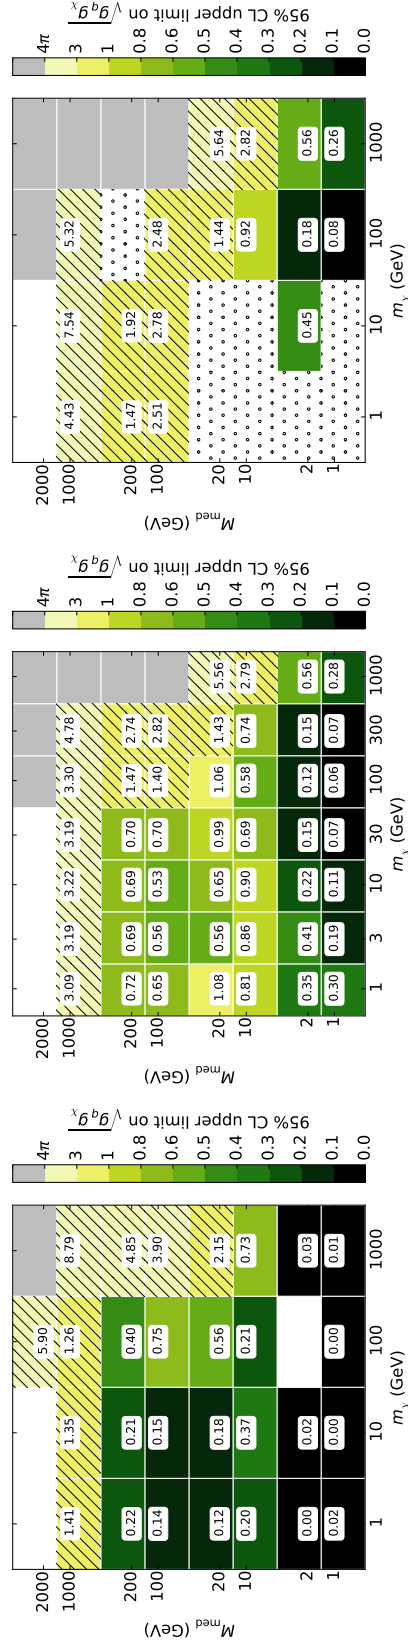 M_med (GeV)
2000 5.90
1000 1.41 1.35 1.26 8.79
200 0.22 0.21 0.40 4.85
100 0.14 0.15 0.75 3.90
20 0.12 0.18 0.56 2.15
10 0.20 0.37 0.21 0.73
2 0.00 0.02 0.03
1 0.02 0.00 0.00 0.01
1 10 100 1000
m_χ (GeV)
4π
3
1
0.8
0.6
0.5
0.4
0.3
0.2
0.1
0.0
95% CL upper limit on √g_q g_χ
M_med (GeV)
2000
1000 3.09 3.19 3.22 3.19 3.30 4.78
200 0.72 0.69 0.69 0.70 1.47 2.74
100 0.65 0.56 0.53 0.70 1.40 2.82
20 1.08 0.56 0.65 0.99 1.06 1.43 5.56
10 0.81 0.86 0.90 0.69 0.58 0.74 2.79
2 0.35 0.41 0.22 0.15 0.12 0.15 0.56
1 0.30 0.19 0.11 0.07 0.06 0.07 0.28
1 3 10 30 100 300 1000
m_χ (GeV)
4π
3
1
0.8
0.6
0.5
0.4
0.3
0.2
0.1
0.0
95% CL upper limit on √g_q g_χ
M_med (GeV)
2000
1000 4.43 7.54 5.32
200 1.47 1.92
100 2.51 2.78 2.48
20 1.44 5.64
10 0.92 2.82
2 0.45 0.18 0.56
1 0.08 0.26
1 10 100 1000
m_χ (GeV)
4π
3
1
0.8
0.6
0.5
0.4
0.3
0.2
0.1
0.0
95% CL upper limit on √g_q g_χ